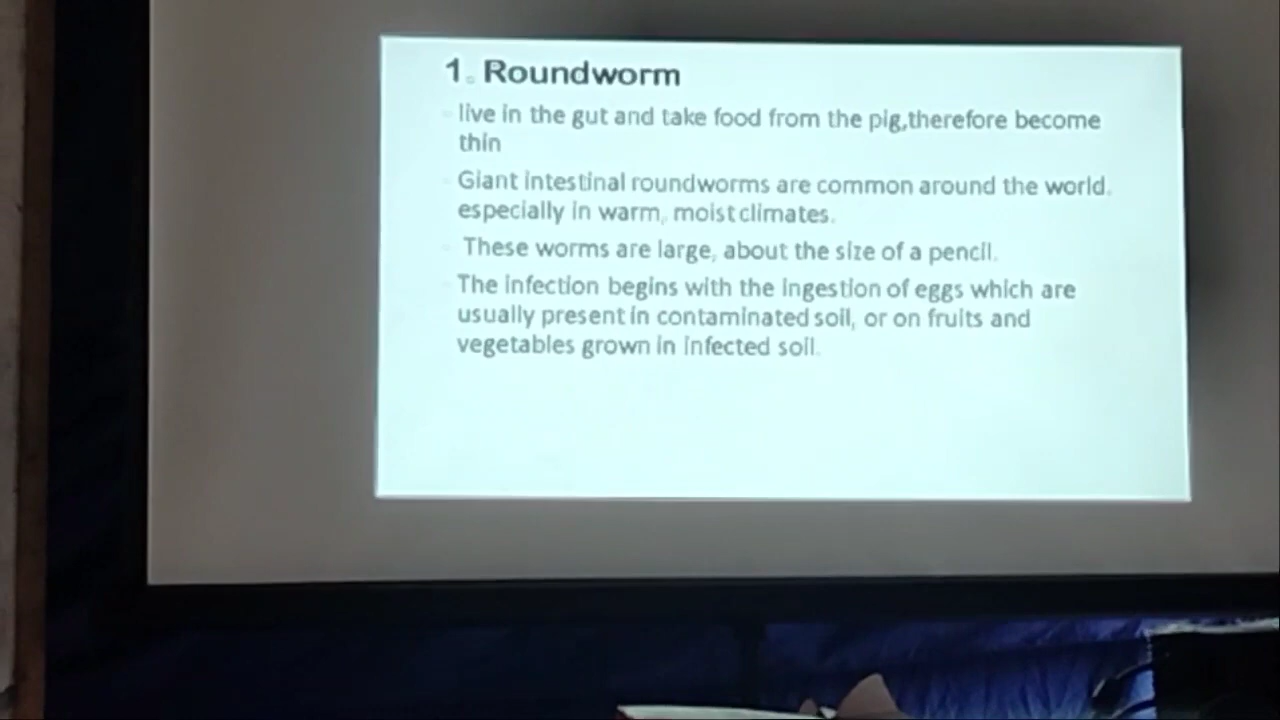 1. Roundworm
live in the gut and take food from the pig,therefore become
thin
Giant intestinal roundworms are common around the world.
especially in warm, moist climates.
These worms are large, about the size of a pencil.
The infection begins with the ingestion of eggs which are
usually present in contaminated soil, or on fruits and
vegetables grown in infected soil.